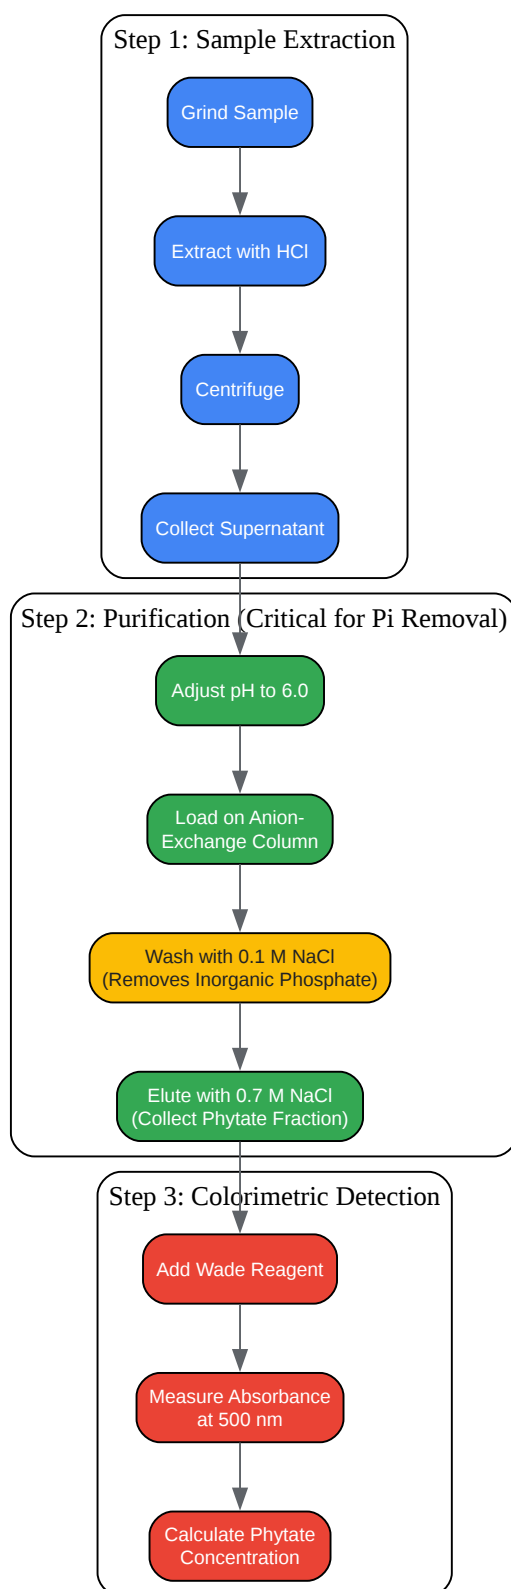 Step 1: Sample Extraction
Grind Sample
Extract with HCl
Centrifuge
Collect Supernatant
Step 2: Purification (Critical for Pi Removal)
Adjust pH to 6.0
Load on Anion-
Exchange Column
Wash with 0.1 M NaCl
(Removes Inorganic Phosphate)
Elute with 0.7 M NaCl
(Collect Phytate Fraction)
Step 3: Colorimetric Detection
Add Wade Reagent
Measure Absorbance
at 500 nm
Calculate Phytate
Concentration